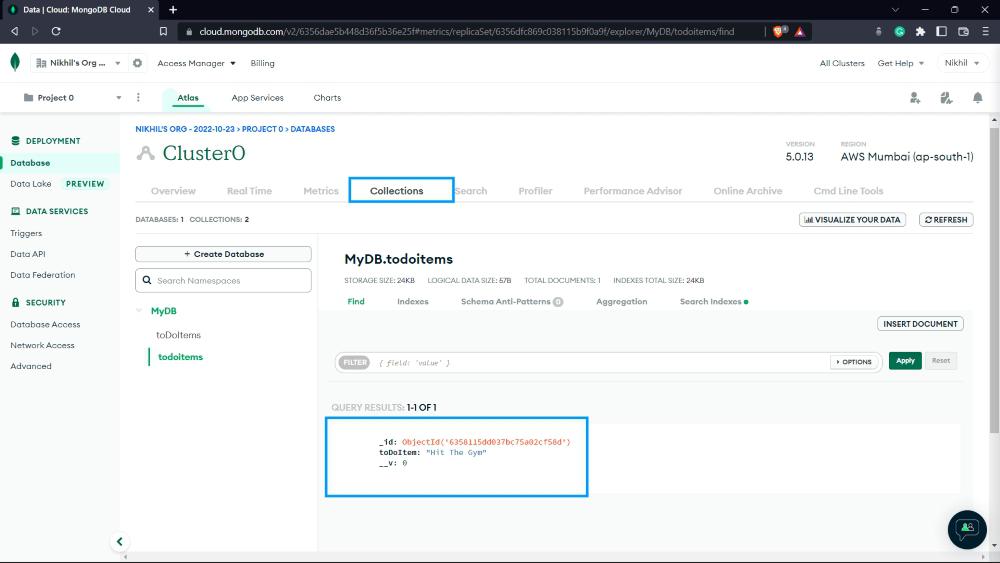 Data | Cloud: MongoDB Cloud
cloud.mongodb.com/v2/6356dae5b448d36f5b36e25f#metrics/replicaSet/6356dfc869c038115b9f0a9f/explorer/MyDB/todoitems/find
Nikhil's Org ... Access Manager Billing All Clusters Get Help Nikhil
Project 0 Atlas App Services Charts
NIKHIL'S ORG - 2022-10-23 > PROJECT 0 > DATABASES
DEPLOYMENT
Database
Data Lake PREVIEW
DATA SERVICES
Triggers
Data API
Data Federation
SECURITY
Database Access
Network Access
Advanced
Cluster0
VERSION
5.0.13
REGION
AWS Mumbai (ap-south-1)
Overview Real Time Metrics Collections Search Profiler Performance Advisor Online Archive Cmd Line Tools
DATABASES: 1 COLLECTIONS: 2
VISUALIZE YOUR DATA REFRESH
+ Create Database
Search Namespaces
MyDB
toDoItems
todoitems
MyDB.todoitems
STORAGE SIZE: 24KB LOGICAL DATA SIZE: 57B TOTAL DOCUMENTS: 1 INDEXES TOTAL SIZE: 24KB
Find Indexes Schema Anti-Patterns 0 Aggregation Search Indexes
INSERT DOCUMENT
FILTER { field: 'value' } OPTIONS Apply Reset
QUERY RESULTS: 1-1 OF 1
_id: ObjectId('6358115dd037bc75a02cf58d')
toDoItem: "Hit The Gym"
__v: 0